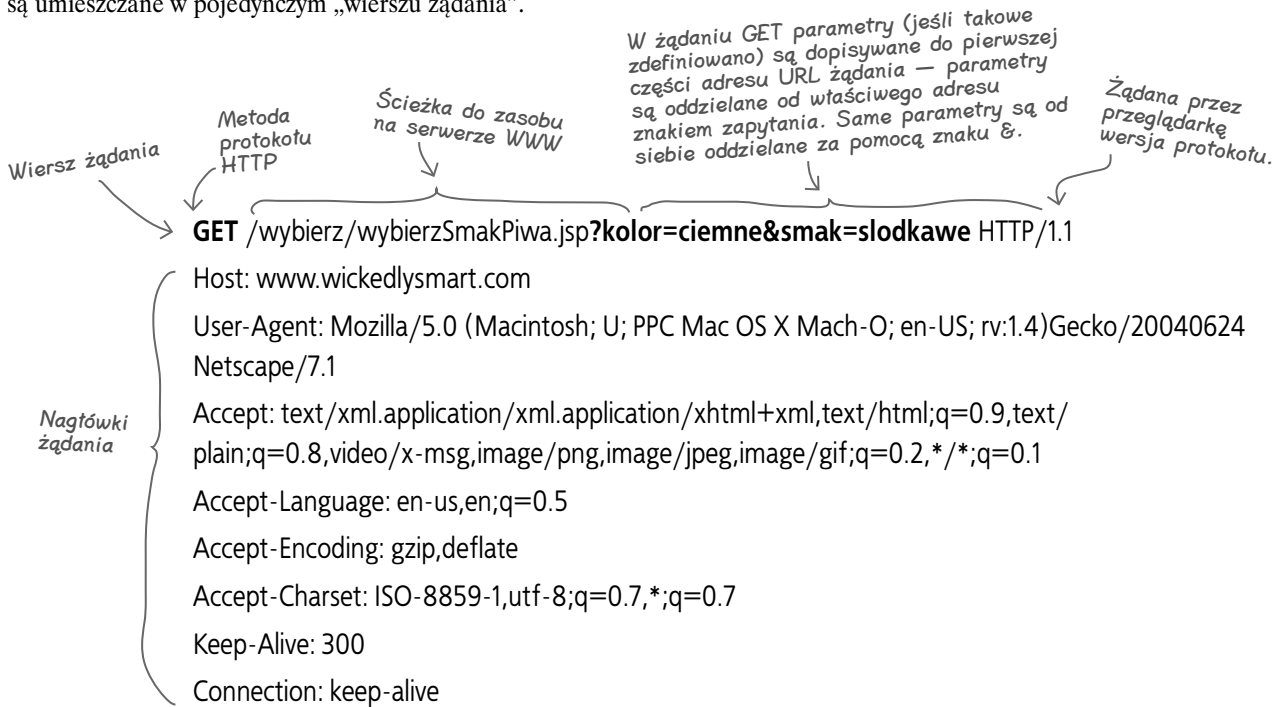 są umieszczane w pojedynczym „wierszu żądania”.
W żądaniu GET parametry (jeśli takowe
zdefiniowano) są dopisywane do pierwszej
części adresu URL żądania — parametry
są oddzielane od właściwego adresu
znakiem zapytania. Same parametry są od
siebie oddzielane za pomocą znaku &.
Żądana przez
przeglądarkę
wersja protokołu.
Ścieżka do zasobu
na serwerze WWW
Metoda
protokołu
HTTP
Wiersz żądania
GET /wybierz/wybierzSmakPiwa.jsp?kolor=ciemne&smak=slodkawe HTTP/1.1
Host: www.wickedlysmart.com
User-Agent: Mozilla/5.0 (Macintosh; U; PPC Mac OS X Mach-O; en-US; rv:1.4)Gecko/20040624
Netscape/7.1
Nagłówki
żądania
Accept: text/xml.application/xml.application/xhtml+xml,text/html;q=0.9,text/
plain;q=0.8,video/x-msg,image/png,image/jpeg,image/gif;q=0.2,*/*;q=0.1
Accept-Language: en-us,en;q=0.5
Accept-Encoding: gzip,deflate
Accept-Charset: ISO-8859-1,utf-8;q=0.7,*;q=0.7
Keep-Alive: 300
Connection: keep-alive